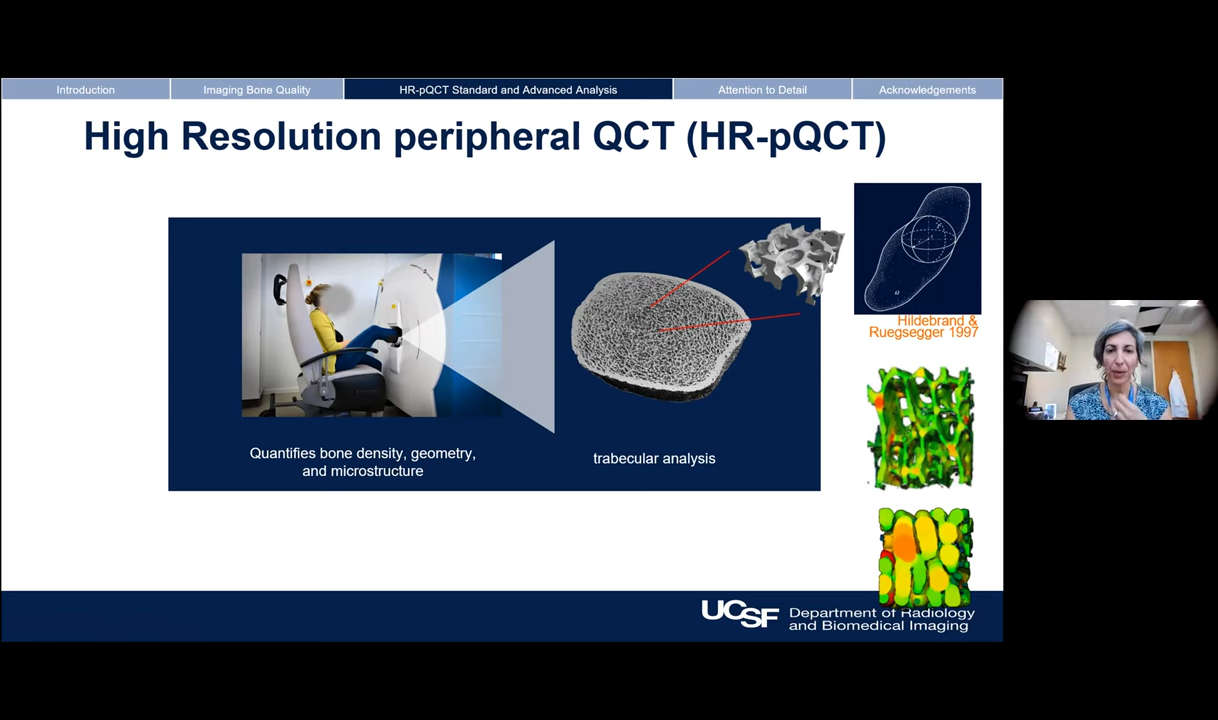 Introduction
Imaging Bone Quality
HR-pQCT Standard and Advanced Analysis
Attention to Detail
Acknowledgements
High Resolution peripheral QCT (HR-pQCT)
Hildebrand &
Ruegsegger 1997
Quantifies bone density, geometry,
and microstructure
trabecular analysis
UCSF
Department of Radiology
and Biomedical Imaging